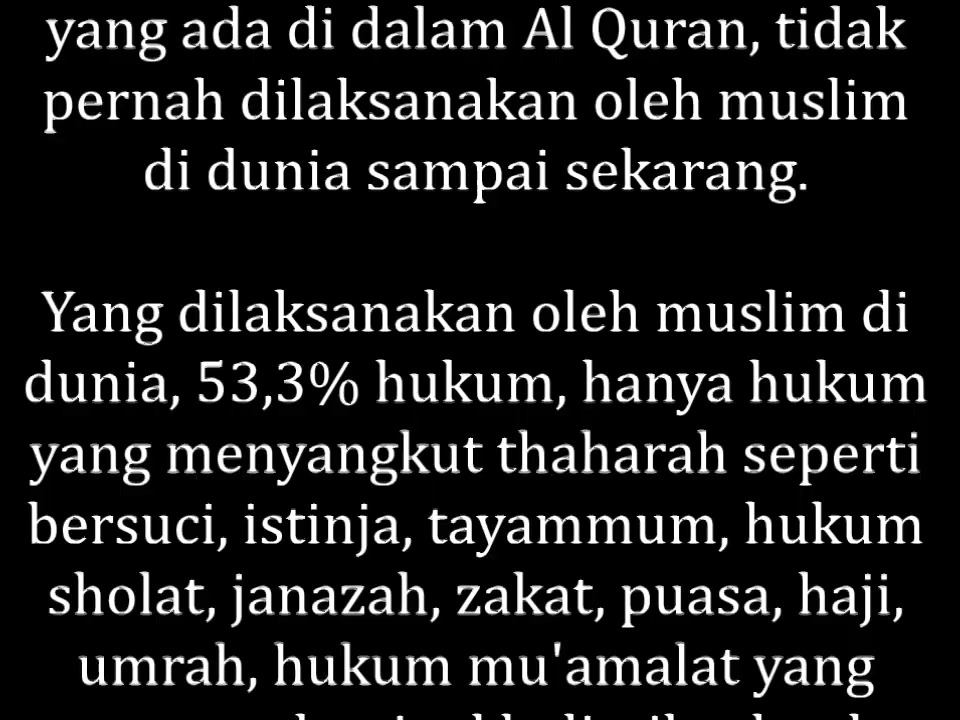 yang ada di dalam Al Quran, tidak
pernah dilaksanakan oleh muslim
di dunia sampai sekarang.
Yang dilaksanakan oleh muslim di
dunia, 53,3% hukum, hanya hukum
yang menyangkut thaharah seperti
bersuci, istinja, tayammum, hukum
sholat, janazah, zakat, puasa, haji,
umrah, hukum mu'amalat yang